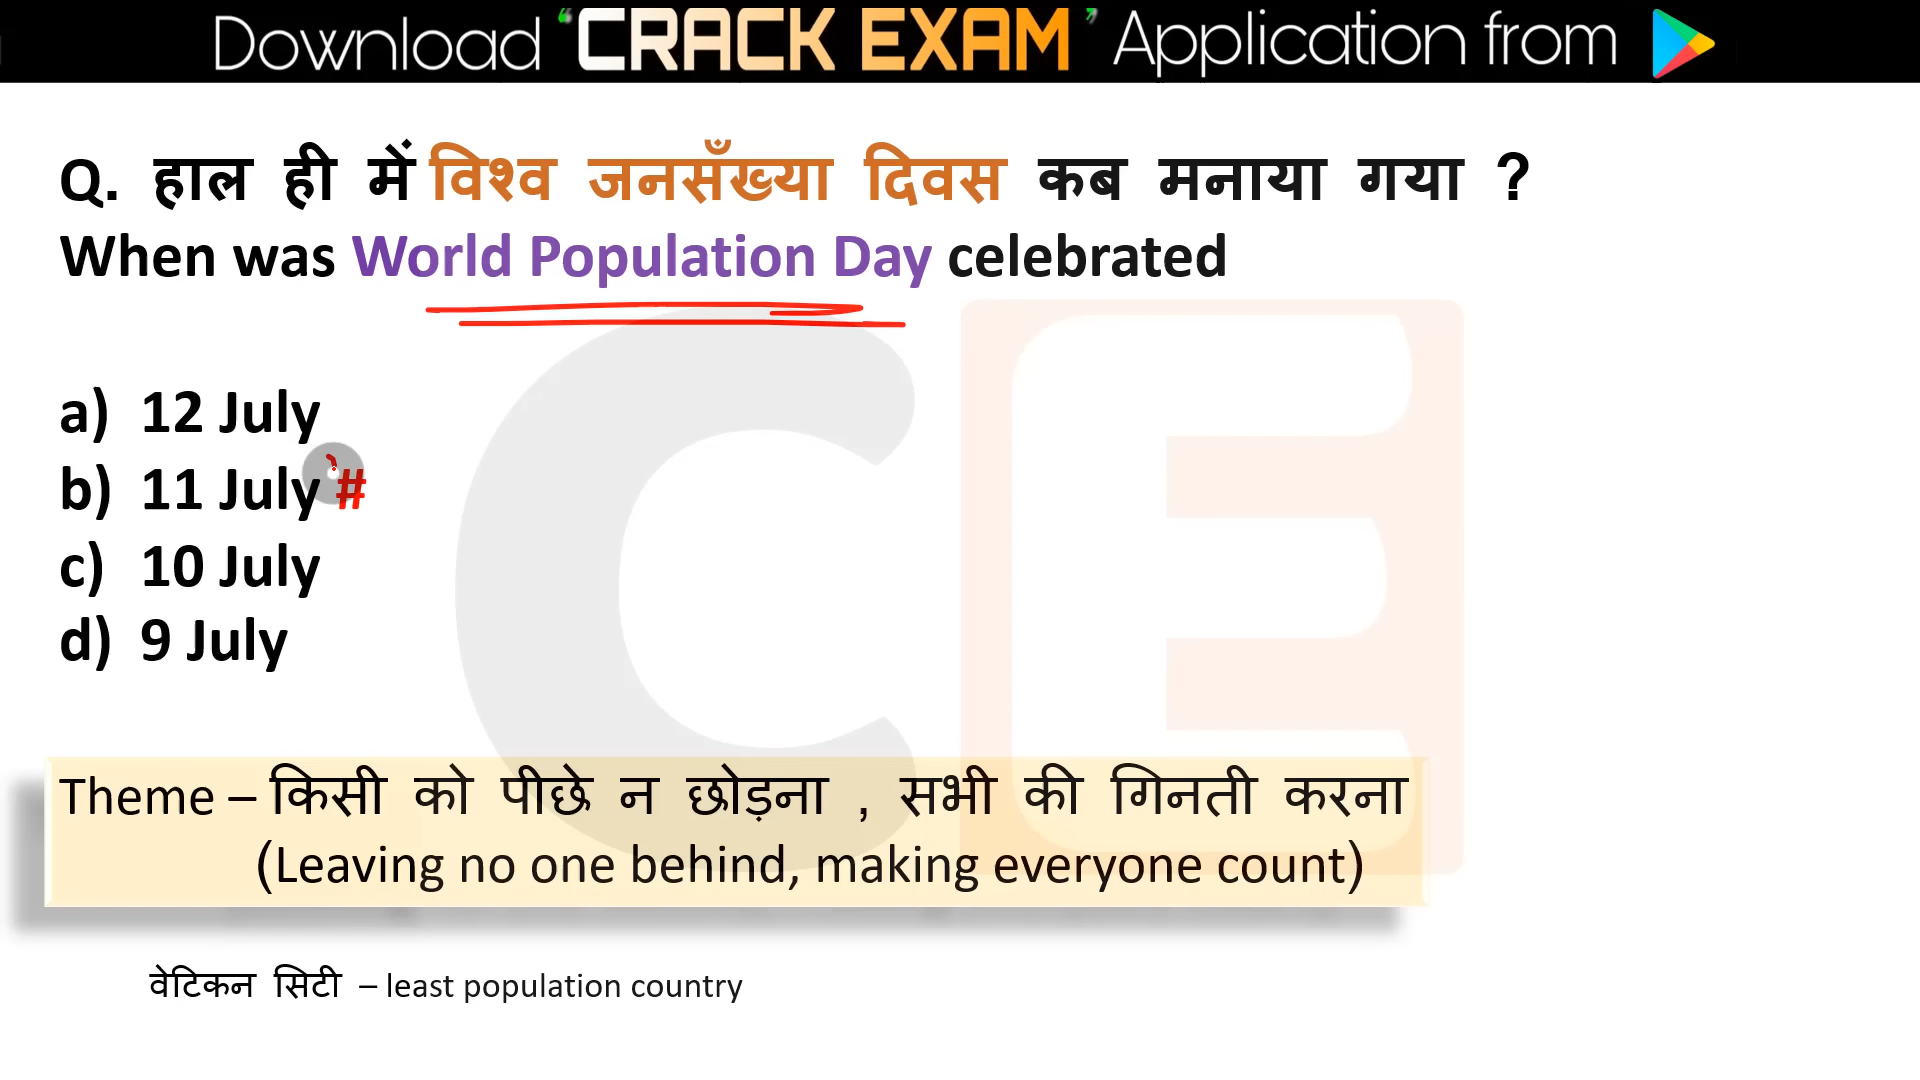 Download ‘CRACK EXAM’ Application from
Q. हाल ही में विश्व जनसँख्या दिवस कब मनाया गया ?
When was World Population Day celebrated
a) 12 July
b) 11 July #
c) 10 July
d) 9 July
Theme – किसी को पीछे न छोड़ना , सभी की गिनती करना
(Leaving no one behind, making everyone count)
वेटिकन सिटी – least population country
CE